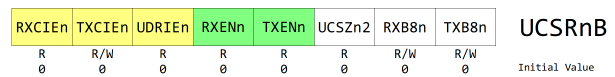 RXCIEn TXCIEn UDRIEn RXENn TXENn UCSZn2 RXB8n TXB8n UCSRnB
R R/W R R R R R/W R/W
0 0 0 0 0 0 0 0 Initial Value